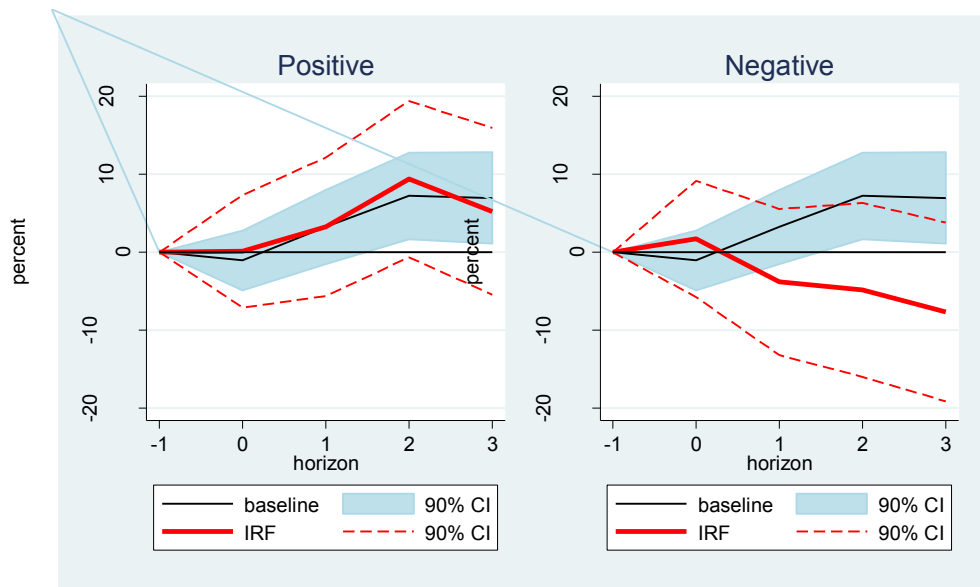 Positive
percent
20
10
0
-10
-20
-1 0 1 2 3
horizon
baseline 90% CI
IRF 90% CI
Negative
percent
20
10
0
-10
-20
-1 0 1 2 3
horizon
baseline 90% CI
IRF 90% CI